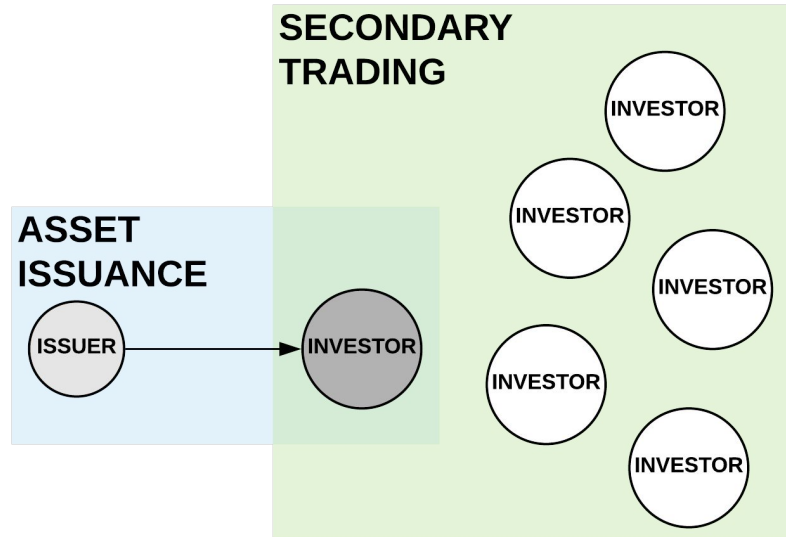 SECONDARY
TRADING
INVESTOR
INVESTOR
ASSET
ISSUANCE
INVESTOR
ISSUER
INVESTOR
INVESTOR
INVESTOR